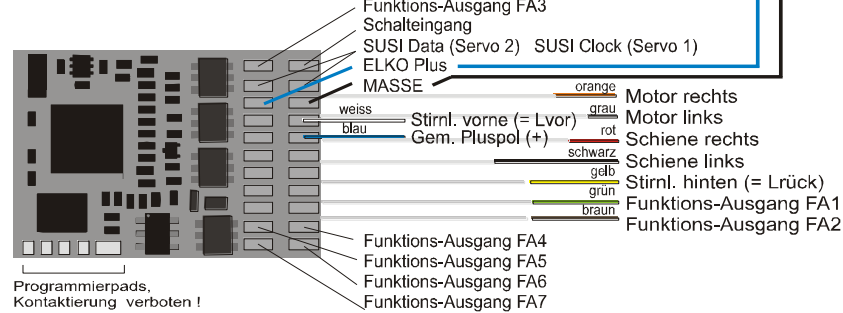 Funktions-Ausgang FA3
Schalteingang
SUSI Data (Servo 2) SUSI Clock (Servo 1)
ELKO Plus
MASSE
orange
Motor rechts
grau
Motor links
weiss
Stirnl. vorne (= Lvor)
blau
Gem. Pluspol (+)
rot
Schiene rechts
schwarz
Schiene links
gelb
Stirnl. hinten (= Lrück)
grün
Funktions-Ausgang FA1
braun
Funktions-Ausgang FA2
Funktions-Ausgang FA4
Funktions-Ausgang FA5
Funktions-Ausgang FA6
Funktions-Ausgang FA7
Programmierpads,
Kontaktierung verboten !